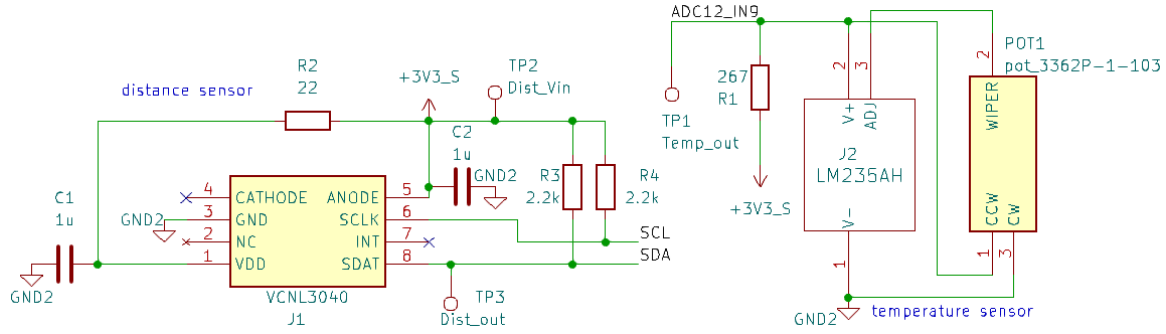 distance sensor
R2
22
+3V3_S
TP2
Dist_Vin
C2
1u
GND2
R3
2.2k
R4
2.2k
C1
1u
GND2
GND2
4 CATHODE ANODE 5
3 GND SCLK 6
2 NC INT 7
1 VDD SDAT 8
VCNL3040
J1
SCL
SDA
TP3
Dist_out
ADC12_IN9
TP1
Temp_out
267
R1
+3V3_S
2 3
V+ ADJ
J2
LM235AH
V-
1
GND2
POT1
pot_3362P-1-103
2
WIPER
CCW CW
1 3
temperature sensor